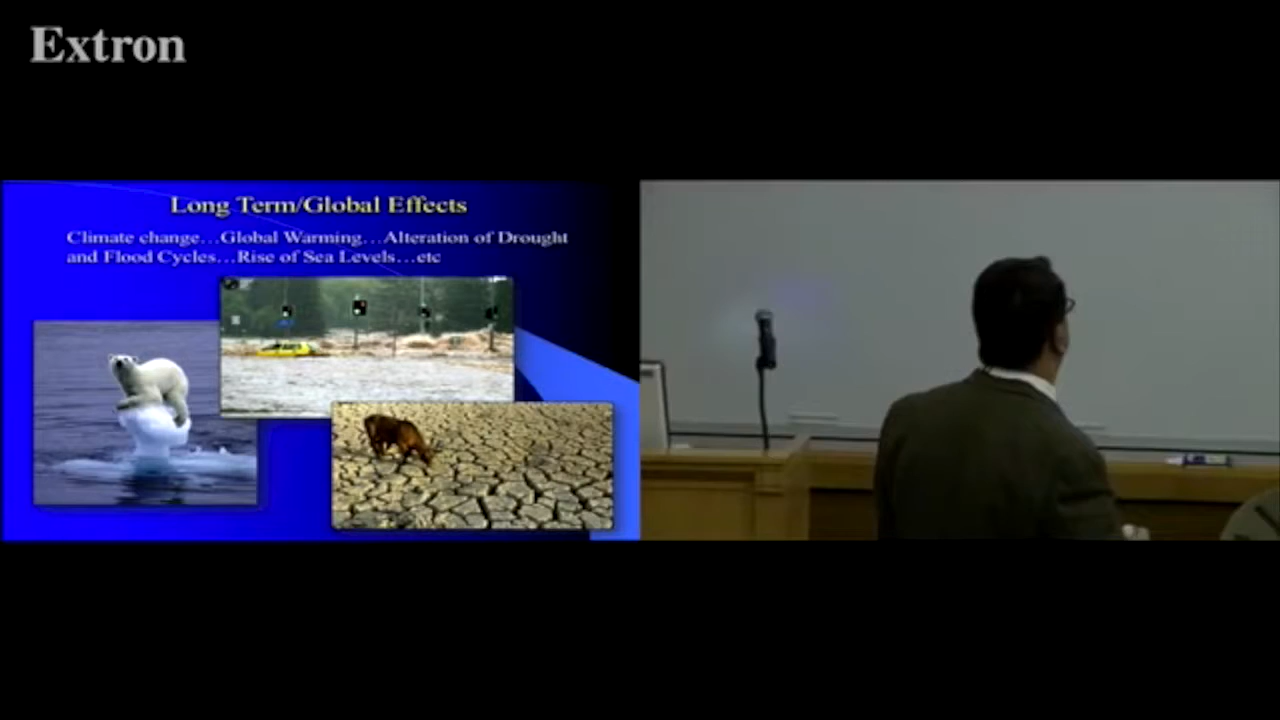 Extron
Long Term/Global Effects
Climate change…Global Warming…Alteration of Drought
and Flood Cycles…Rise of Sea Levels…etc